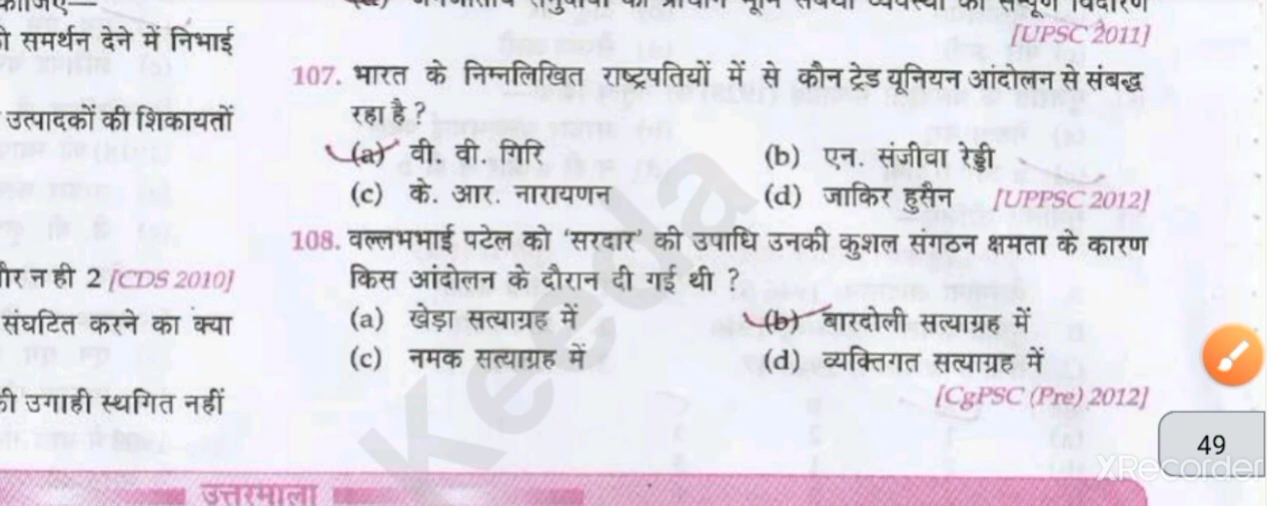 को समर्थन देने में निभाई
उत्पादकों की शिकायतों
और न ही 2 [CDS 2010]
संघटित करने का क्या
की उगाही स्थगित नहीं
[UPSC 2011]
107. भारत के निम्नलिखित राष्ट्रपतियों में से कौन ट्रेड यूनियन आंदोलन से संबद्ध
रहा है ?
(a) वी. वी. गिरि (b) एन. संजीवा रेड्डी
(c) के. आर. नारायणन (d) जाकिर हुसैन [UPPSC 2012]
108. वल्लभभाई पटेल को ‘सरदार’ की उपाधि उनकी कुशल संगठन क्षमता के कारण
किस आंदोलन के दौरान दी गई थी ?
(a) खेड़ा सत्याग्रह में (b) बारदोली सत्याग्रह में
(c) नमक सत्याग्रह में (d) व्यक्तिगत सत्याग्रह में
[CgPSC (Pre) 2012]
Keeda
49
XRecorder
उत्तरमाला